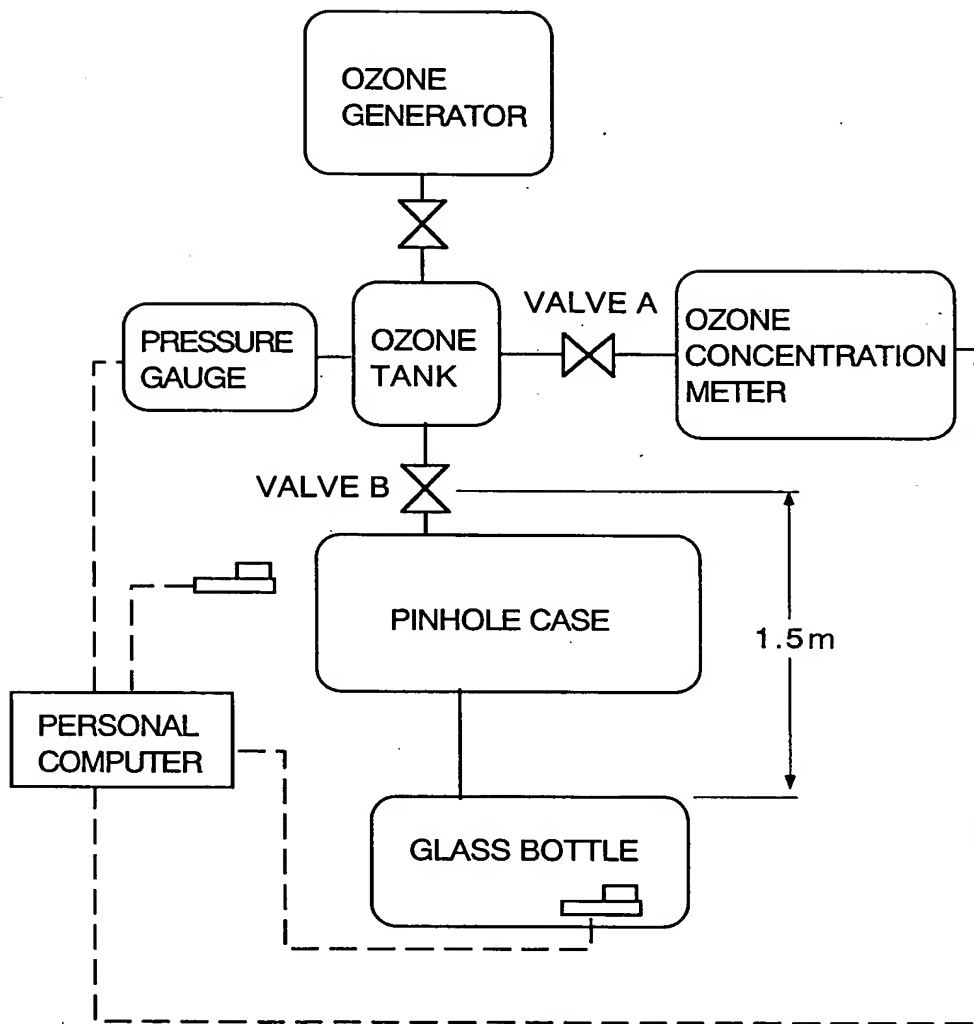 OZONE
GENERATOR
VALVE A
PRESSURE
GAUGE
OZONE
TANK
OZONE
CONCENTRATION
METER
VALVE B
PINHOLE CASE
1.5m
PERSONAL
COMPUTER
GLASS BOTTLE